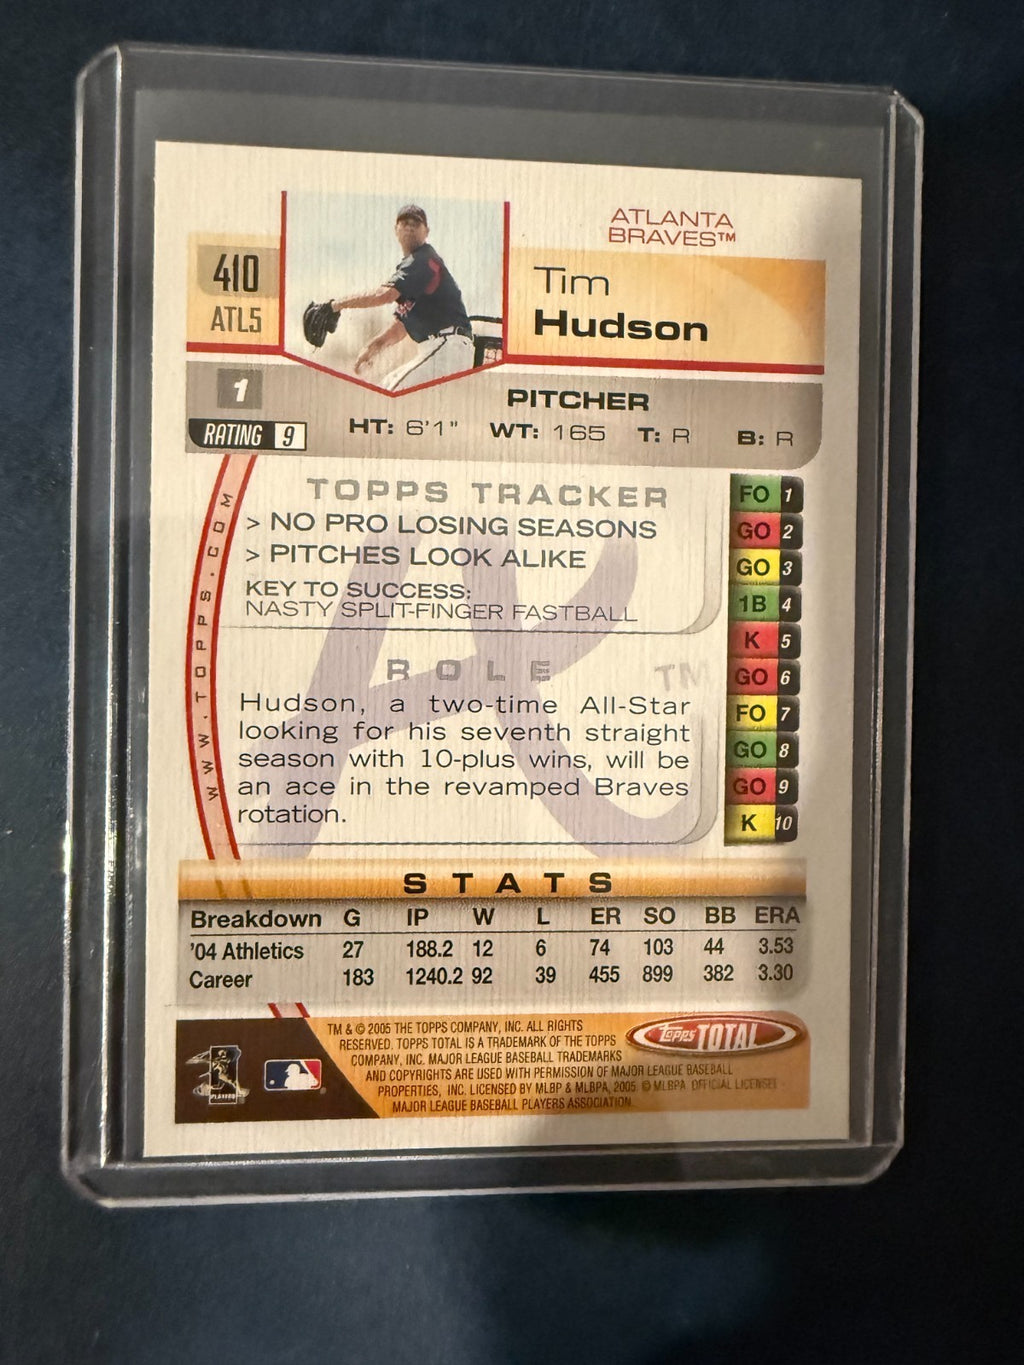 ATLANTA
BRAVES™
410
ATL5
Tim
Hudson
1
RATING 9
PITCHER
HT: 6'1" WT: 165 T: R B: R
WWW.TOPPS.COM
TOPPS TRACKER
> NO PRO LOSING SEASONS
> PITCHES LOOK ALIKE
KEY TO SUCCESS:
NASTY SPLIT-FINGER FASTBALL
ROLE
TM
Hudson, a two-time All-Star
looking for his seventh straight
season with 10-plus wins, will be
an ace in the revamped Braves
rotation.
FO 1
GO 2
GO 3
1B 4
K 5
GO 6
FO 7
GO 8
GO 9
K 10
STATS
Breakdown G IP W L ER SO BB ERA
'04 Athletics 27 188.2 12 6 74 103 44 3.53
Career 183 1240.2 92 39 455 899 382 3.30
TM & © 2005 THE TOPPS COMPANY, INC. ALL RIGHTS
RESERVED. TOPPS TOTAL IS A TRADEMARK OF THE TOPPS
COMPANY, INC. MAJOR LEAGUE BASEBALL TRADEMARKS
AND COPYRIGHTS ARE USED WITH PERMISSION OF MAJOR LEAGUE BASEBALL
PROPERTIES, INC. LICENSED BY MLBP & MLBPA, 2005 © MLBPA OFFICIAL LICENSEE -
MAJOR LEAGUE BASEBALL PLAYERS ASSOCIATION
Topps TOTAL
PLAYERS